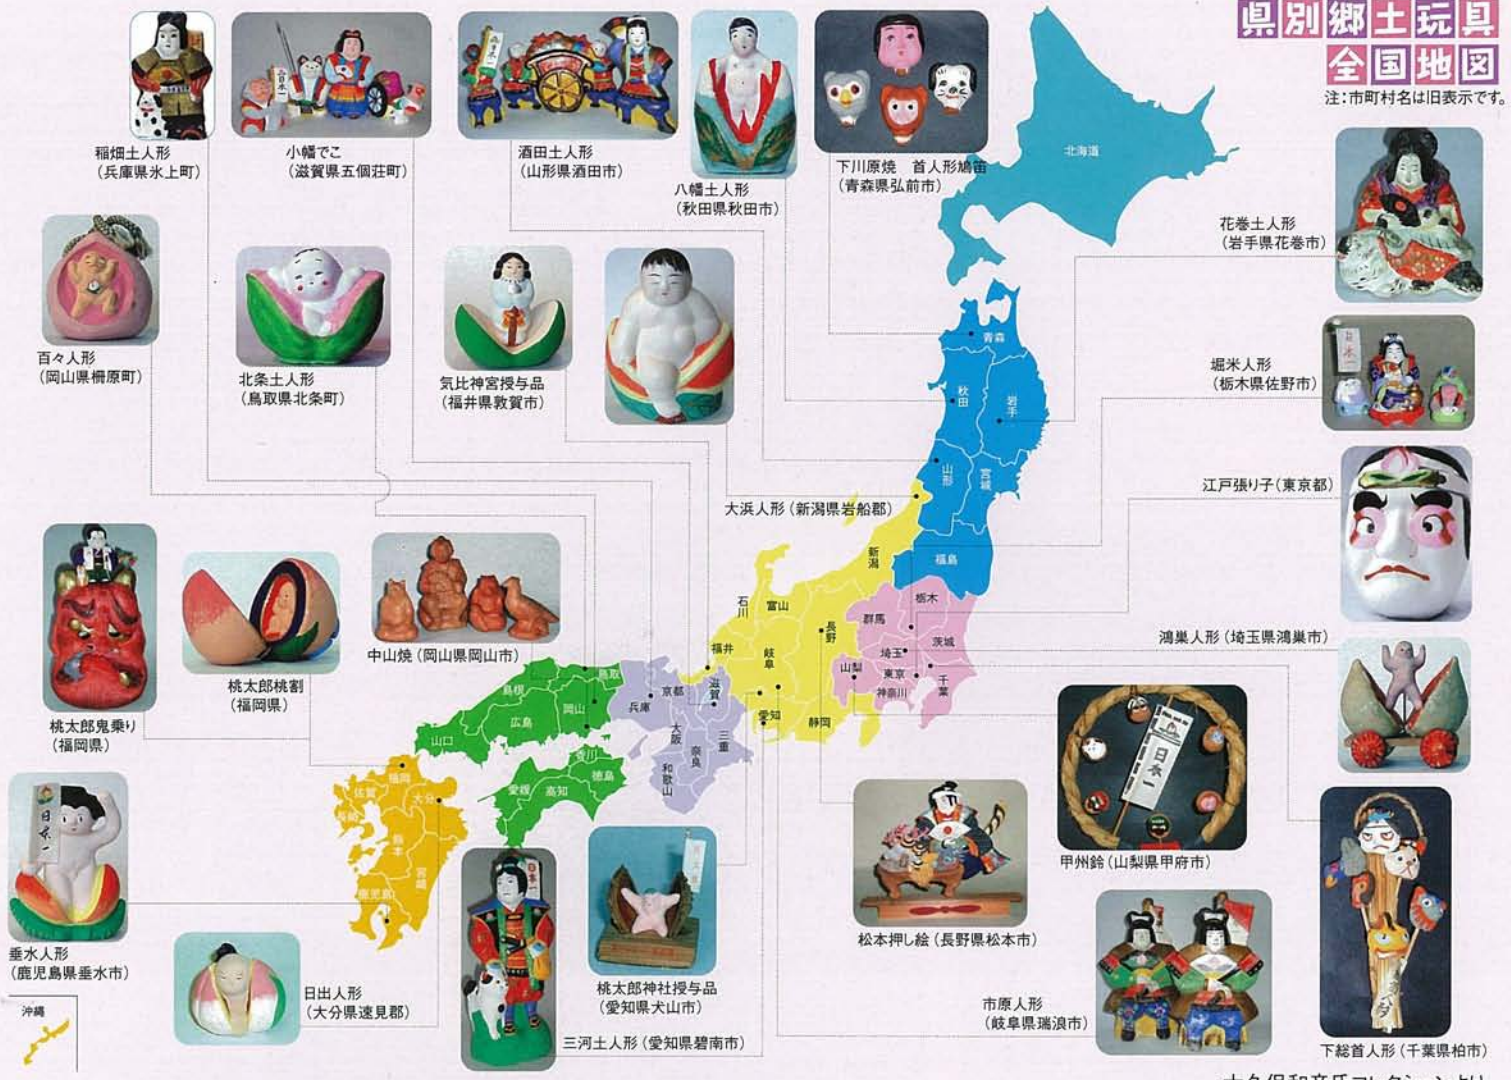 県別郷土玩具
全国地図
注:市町村名は旧表示です。
稲畑土人形
(兵庫県氷上町)
小幡でこ
(滋賀県五個荘町)
酒田土人形
(山形県酒田市)
八幡土人形
(秋田県秋田市)
下川原焼 首人形鳩笛
(青森県弘前市)
花巻土人形
(岩手県花巻市)
百々人形
(岡山県柵原町)
北条土人形
(鳥取県北条町)
気比神宮授与品
(福井県敦賀市)
大浜人形(新潟県岩船郡)
堀米人形
(栃木県佐野市)
江戸張り子(東京都)
鴻巣人形(埼玉県鴻巣市)
桃太郎鬼乗り
(福岡県)
桃太郎桃割
(福岡県)
中山焼(岡山県岡山市)
甲州鈴(山梨県甲府市)
垂水人形
(鹿児島県垂水市)
日出人形
(大分県速見郡)
三河土人形(愛知県碧南市)
桃太郎神社授与品
(愛知県犬山市)
松本押し絵(長野県松本市)
市原人形
(岐阜県瑞浪市)
下総首人形(千葉県柏市)
北海道
青森
秋田
岩手
山形
宮城
福島
新潟
石川
富山
長野
福井
岐阜
愛知
静岡
群馬
栃木
茨城
埼玉
山梨
東京
千葉
神奈川
滋賀
京都
兵庫
大阪
奈良
三重
和歌山
鳥取
島根
岡山
広島
山口
香川
徳島
愛媛
高知
福岡
佐賀
大分
長崎
熊本
宮崎
鹿児島
沖縄
日本一
日本一
日本一
日本一